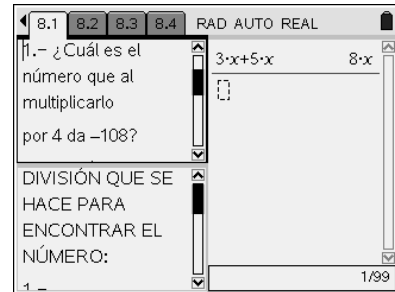 8.1 8.2 8.3 8.4 RAD AUTO REAL
1.– ¿Cuál es el
número que al
multiplicarlo
por 4 da –108?
DIVISIÓN QUE SE
HACE PARA
ENCONTRAR EL
NÚMERO:
1.–
3·x+5·x 8·x
1/99